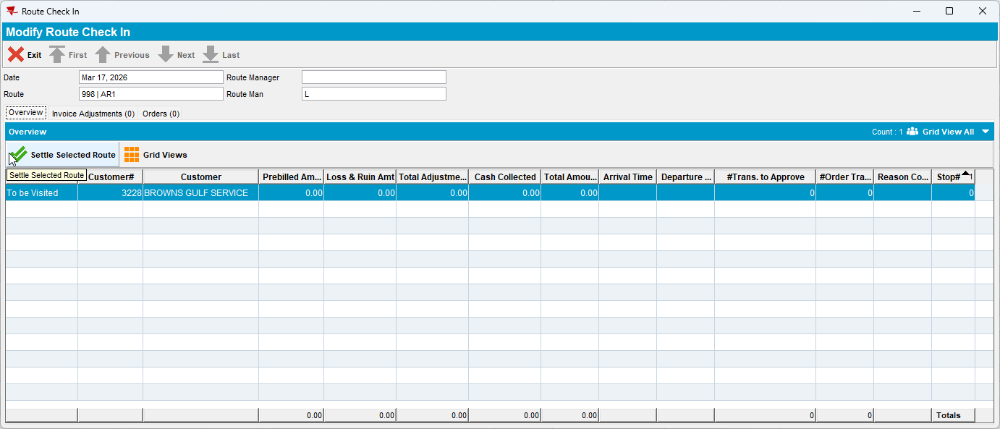 Route Check In
Modify Route Check In
Exit First Previous Next Last
Date Mar 17, 2026 Route Manager
Route 998 | AR1 Route Man L
Overview Invoice Adjustments (0) Orders (0)
Overview Count : 1 Grid View All
Settle Selected Route Grid Views
Settle Selected Route Customer# Customer Prebilled Am... Loss & Ruin Amt Total Adjustme... Cash Collected Total Amou... Arrival Time Departure ... #Trans. to Approve #Order Tra... Reason Co... Stop# 1
To be Visited 3228 BROWNS GULF SERVICE 0.00 0.00 0.00 0.00 0.00 0 0 0
0.00 0.00 0.00 0.00 0.00 0 0 Totals